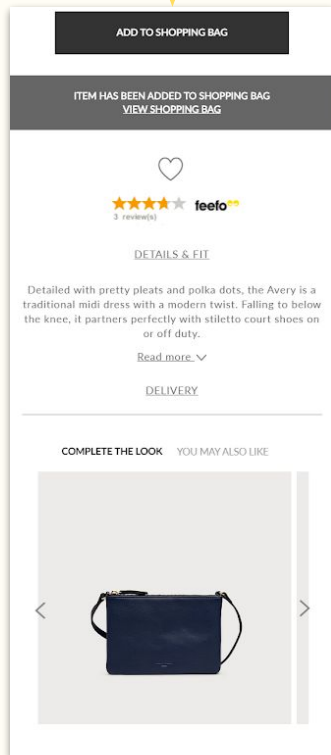 ADD TO SHOPPING BAG
ITEM HAS BEEN ADDED TO SHOPPING BAG
VIEW SHOPPING BAG
feefo
3 review(s)
DETAILS & FIT
Detailed with pretty pleats and polka dots, the Avery is a
traditional midi dress with a modern twist. Falling to below
the knee, it partners perfectly with stiletto court shoes on
or off duty.
Read more
DELIVERY
COMPLETE THE LOOK YOU MAY ALSO LIKE